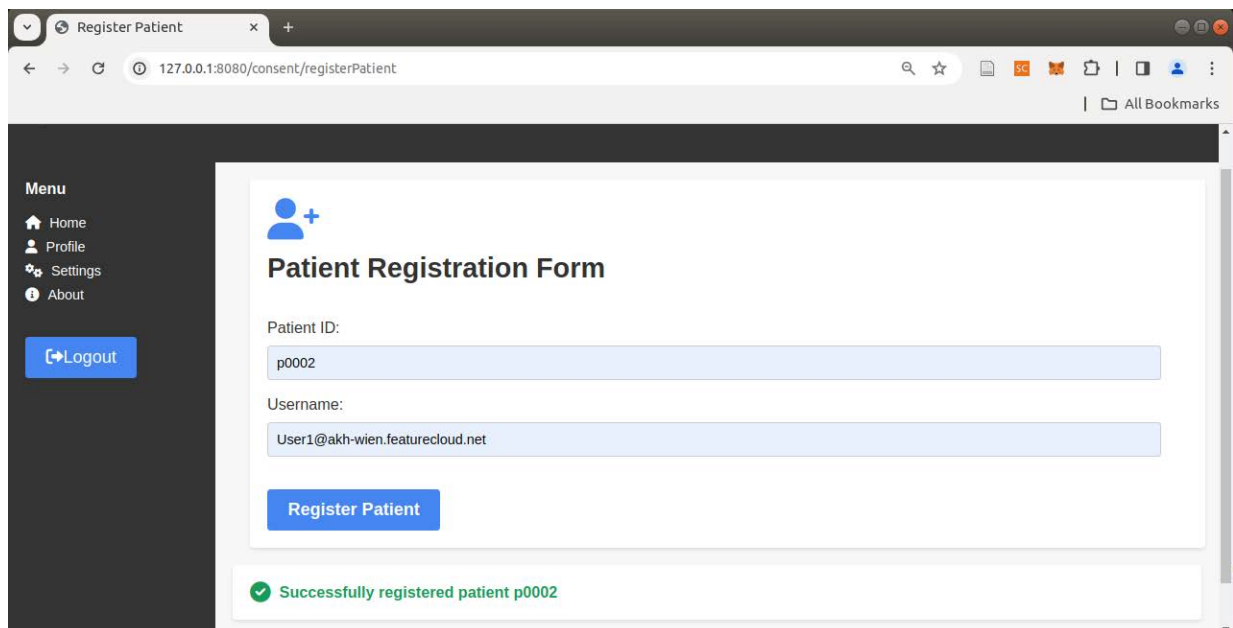 Register Patient
127.0.0.1:8080/consent/registerPatient
SC
All Bookmarks
Menu
Home
Profile
Settings
About
Logout
Patient Registration Form
Patient ID:
p0002
Username:
User1@akh-wien.featurecloud.net
Register Patient
Successfully registered patient p0002